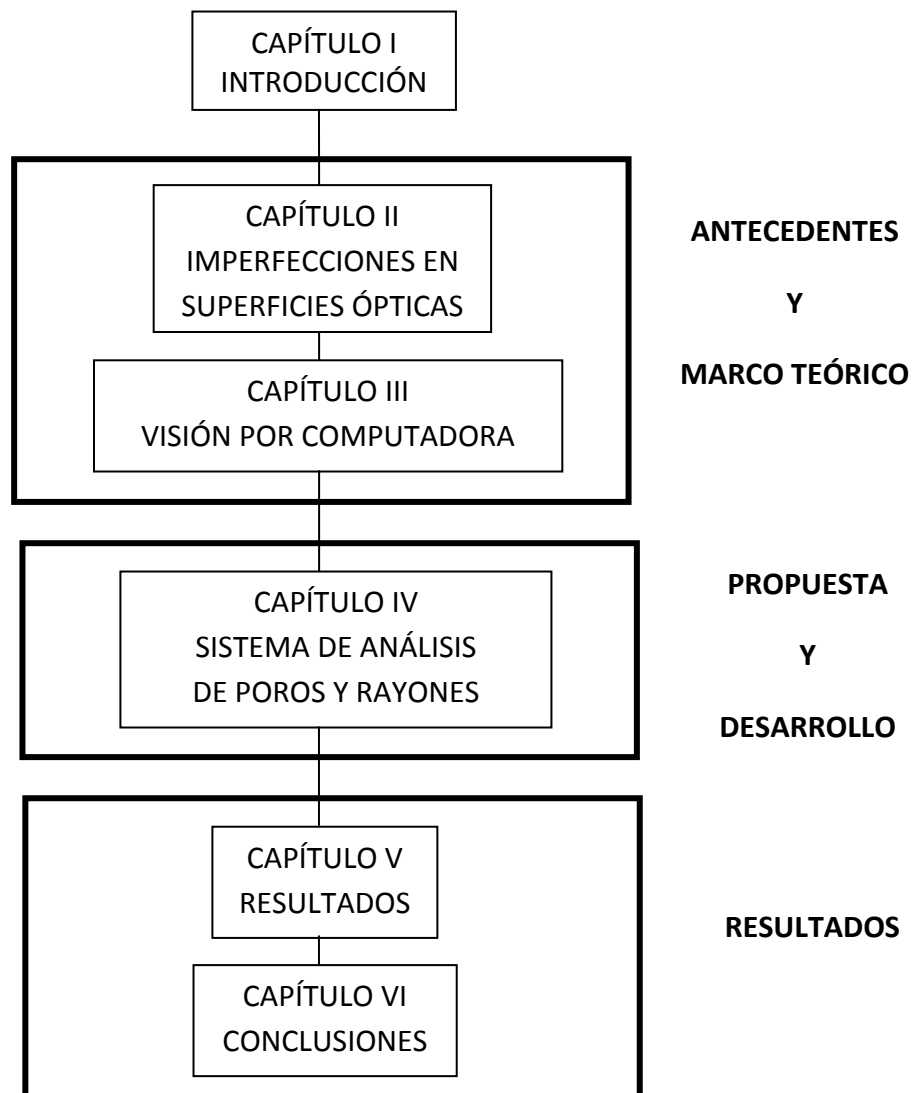 CAPÍTULO I
INTRODUCCIÓN
CAPÍTULO II
IMPERFECCIONES EN
SUPERFICIES ÓPTICAS
CAPÍTULO III
VISIÓN POR COMPUTADORA
ANTECEDENTES
Y
MARCO TEÓRICO
CAPÍTULO IV
SISTEMA DE ANÁLISIS
DE POROS Y RAYONES
PROPUESTA
Y
DESARROLLO
CAPÍTULO V
RESULTADOS
CAPÍTULO VI
CONCLUSIONES
RESULTADOS